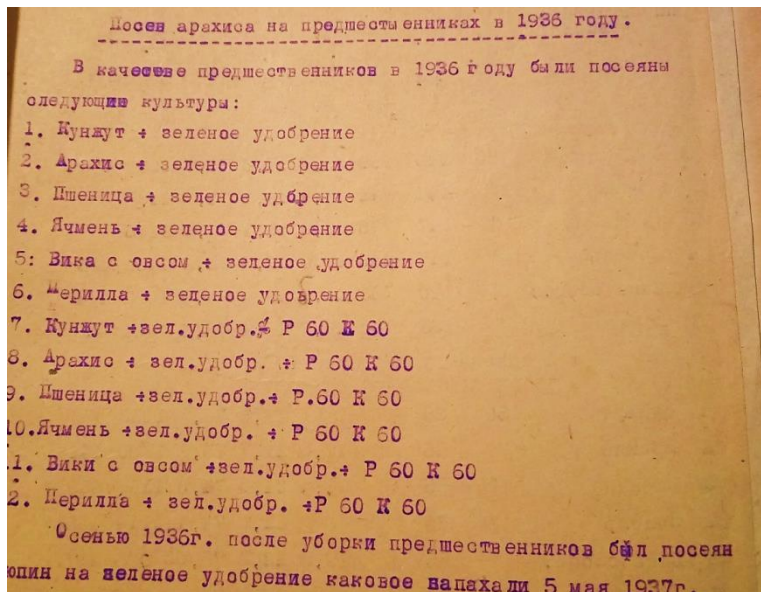 Посев арахиса на предшестыенниках в 1936 году.
В качестве предшественников в 1936 году были посеяны
следующие культуры:
1. Кунжут + зеленое удобрение
2. Арахис + зеленое удобрение
3. Пшеница + зеленое удбрение
4. Ячмень + зеленое удобрение
5: Вика с овсом + зеленое удобрение
6. Перилла + зеленое удобрение
7. Кунжут +зел.удобр.+ Р 60 К 60
8. Арахис + зел.удобр. + Р 60 К 60
9. Пшеница +зел.удобр.+ Р.60 К 60
10.Ячмень +зел.удобр. + Р 60 К 60
1. Вики с овсом +зел.удобр.+ Р 60 К 60
2. Перилла + зел.удобр. +Р 60 К 60
Осенью 1936г. после уборки предшественников был посеян
юпин на зеленое удобрение каковое запахали 5 мая 1937г.